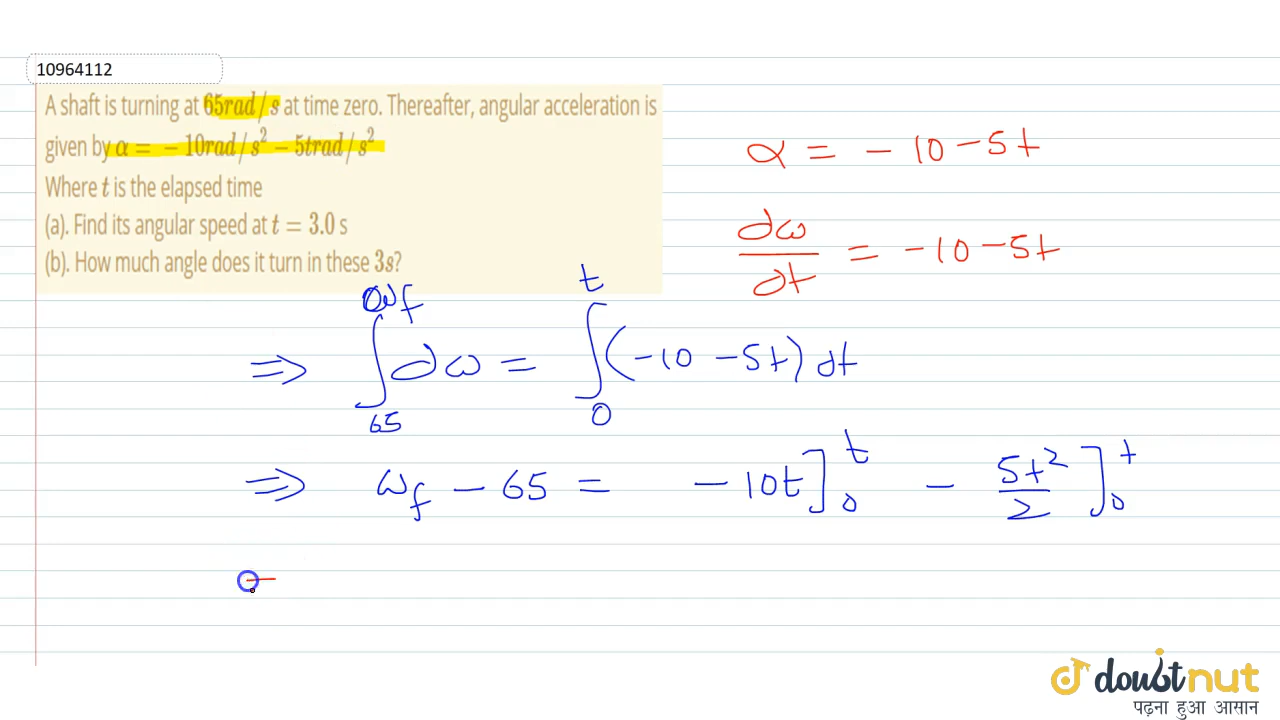 10964112
A shaft is turning at 65rad/s at time zero. Thereafter, angular acceleration is
given by α = − 10rad/s² − 5trad/s²
Where t is the elapsed time
(a). Find its angular speed at t = 3.0 s
(b). How much angle does it turn in these 3s?
α = − 10 − 5t
dω/dt = − 10 − 5t
⇒ ∫₆₅^ωf dω = ∫₀^t (−10 − 5t) dt
⇒ ωf − 65 = − 10t]₀^t − 5t²/2]₀^t
doubtnut
पढ़ना हुआ आसान